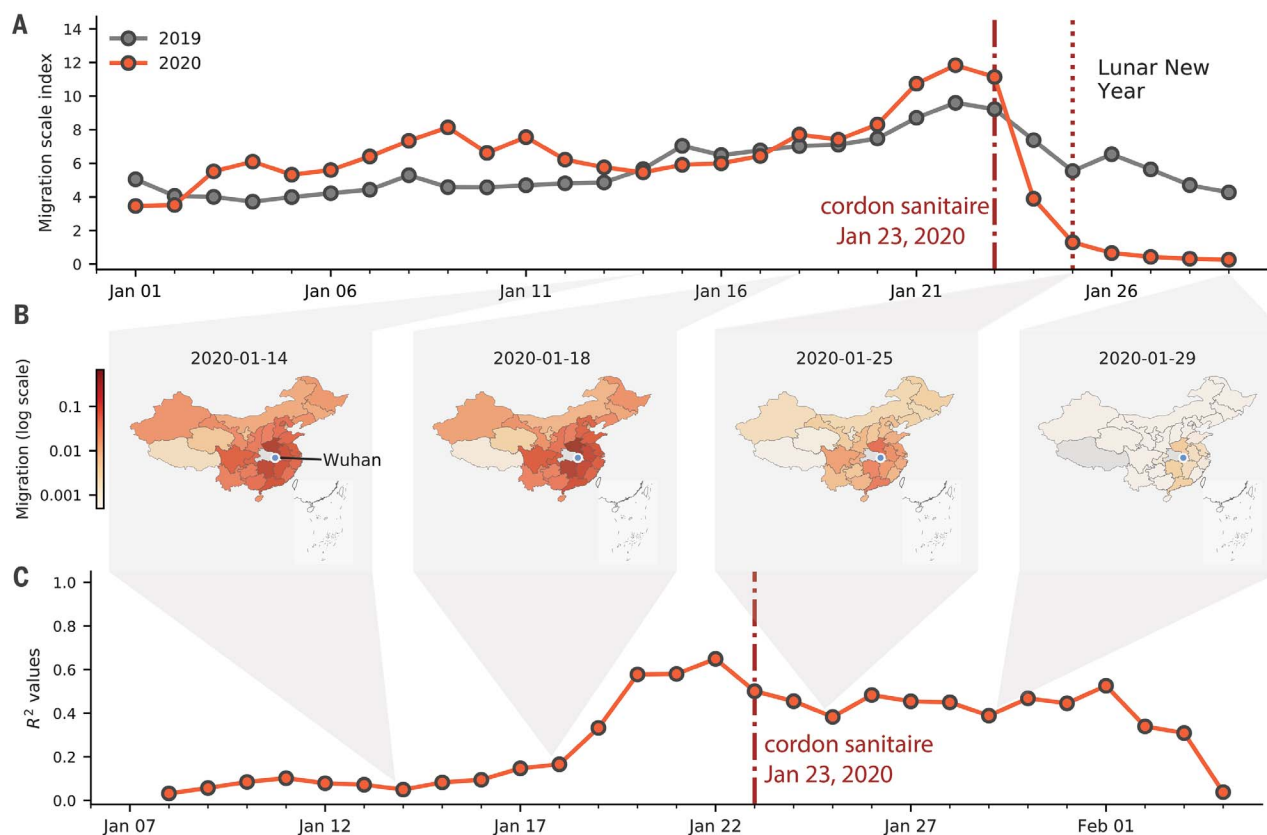 A
Migration scale index
14
12
10
8
6
4
2
0
2019
2020
Lunar New
Year
cordon sanitaire
Jan 23, 2020
Jan 01
Jan 06
Jan 11
Jan 16
Jan 21
Jan 26
B
Migration (log scale)
0.1
0.01
0.001
2020-01-14
2020-01-18
2020-01-25
2020-01-29
Wuhan
C
R² values
1.0
0.8
0.6
0.4
0.2
0.0
cordon sanitaire
Jan 23, 2020
Jan 07
Jan 12
Jan 17
Jan 22
Jan 27
Feb 01